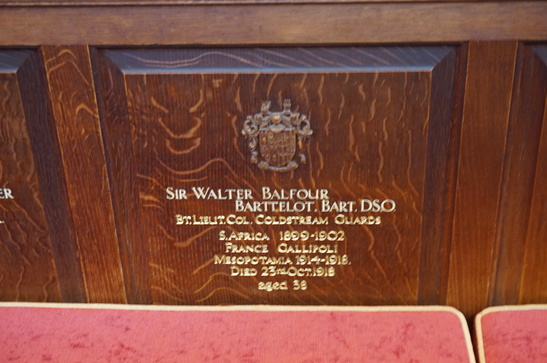 SIR WALTER BALFOUR
BARTTELOT, BART, DSO
BT. LIEUT. COL. COLDSTREAM GUARDS
S. AFRICA 1899-1902
FRANCE GALLIPOLI
MESOPOTAMIA 1914-1918.
DIED 23RD OCT. 1918
aged 38